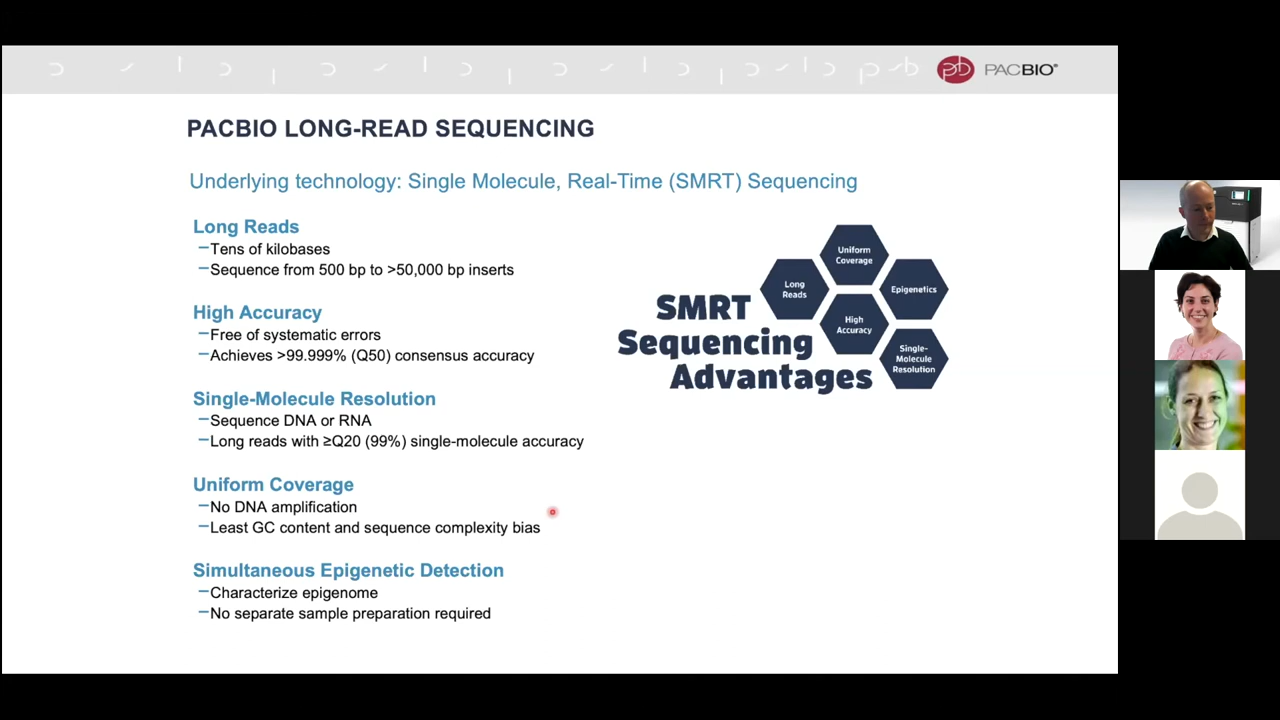 PACBIO®
PACBIO LONG-READ SEQUENCING
Underlying technology: Single Molecule, Real-Time (SMRT) Sequencing
Long Reads
–Tens of kilobases
–Sequence from 500 bp to >50,000 bp inserts
High Accuracy
–Free of systematic errors
–Achieves >99.999% (Q50) consensus accuracy
Single-Molecule Resolution
–Sequence DNA or RNA
–Long reads with ≥Q20 (99%) single-molecule accuracy
Uniform Coverage
–No DNA amplification
–Least GC content and sequence complexity bias
Simultaneous Epigenetic Detection
–Characterize epigenome
–No separate sample preparation required
SMRT
Sequencing
Advantages
Uniform
Coverage
Long
Reads
Epigenetics
High
Accuracy
Single-
Molecule
Resolution